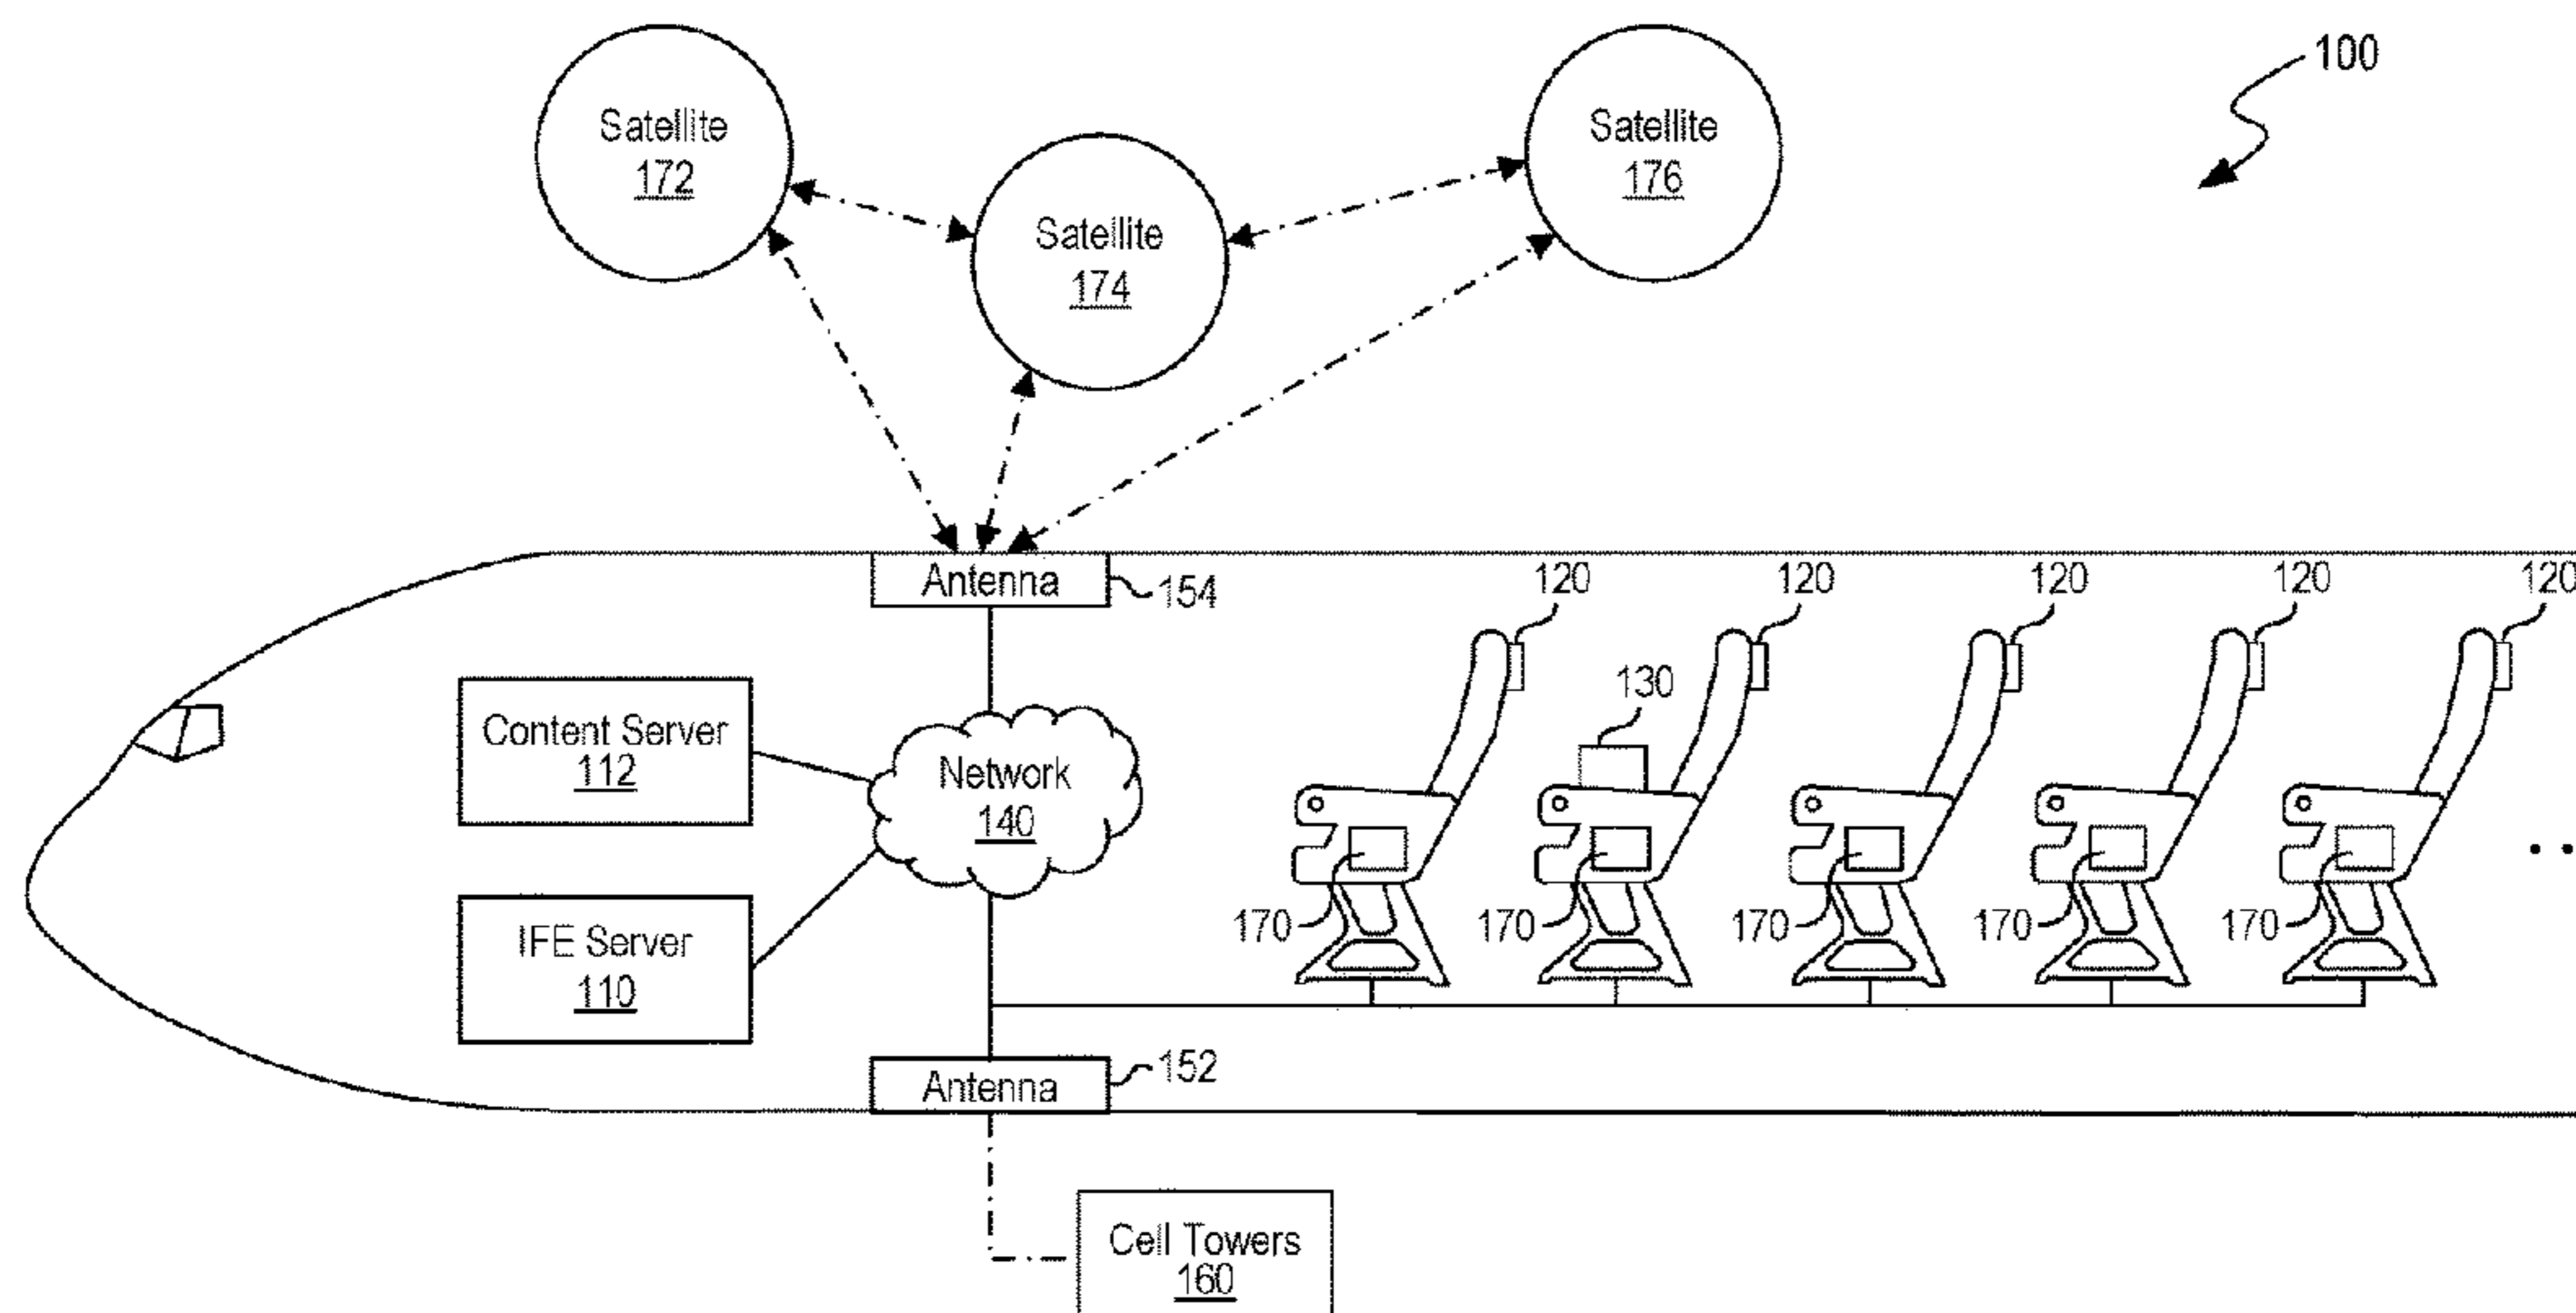 100
Satellite
172
Satellite
174
Satellite
176
Antenna
154
120
120
120
120
120
130
Content Server
112
Network
140
IFE Server
110
170
170
170
170
170
Antenna
152
Cell Towers
160